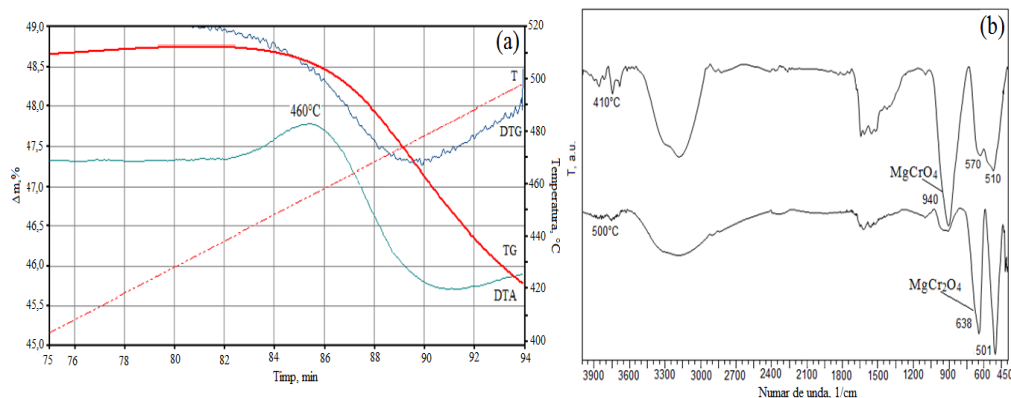 (a)
Δm,%
49,0
48,5
48,0
47,5
47,0
46,5
46,0
45,5
45,0
75
78
80
82
84
86
88
90
92
94
Timp, min
520
500
480
460
440
420
400
Temperatura, °C
460°C
T
DTG
TG
DTA
(b)
T, a.u.
410°C
MgCrO₄
940
570
510
500°C
MgCr₂O₄
638
501
3900 3600 3300 3000 2700 2400 2100 1800 1500 1200 900 600 450
Numar de unda, 1/cm